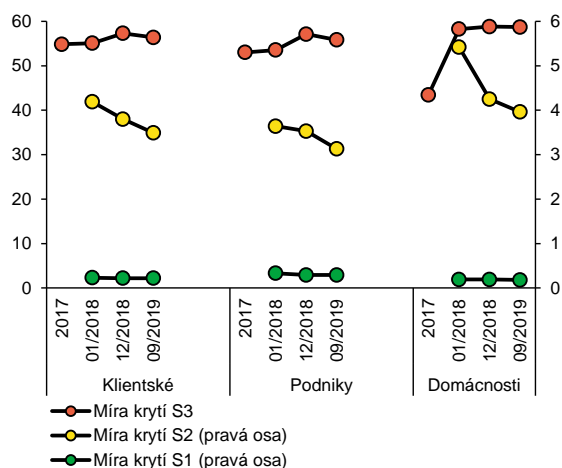 60 6
50 5
40 4
30 3
20 2
10 1
0 0
2017 01/2018 12/2018 09/2019 2017 01/2018 12/2018 09/2019 2017 01/2018 12/2018 09/2019
Klientské Podniky Domácnosti
Míra krytí S3
Míra krytí S2 (pravá osa)
Míra krytí S1 (pravá osa)